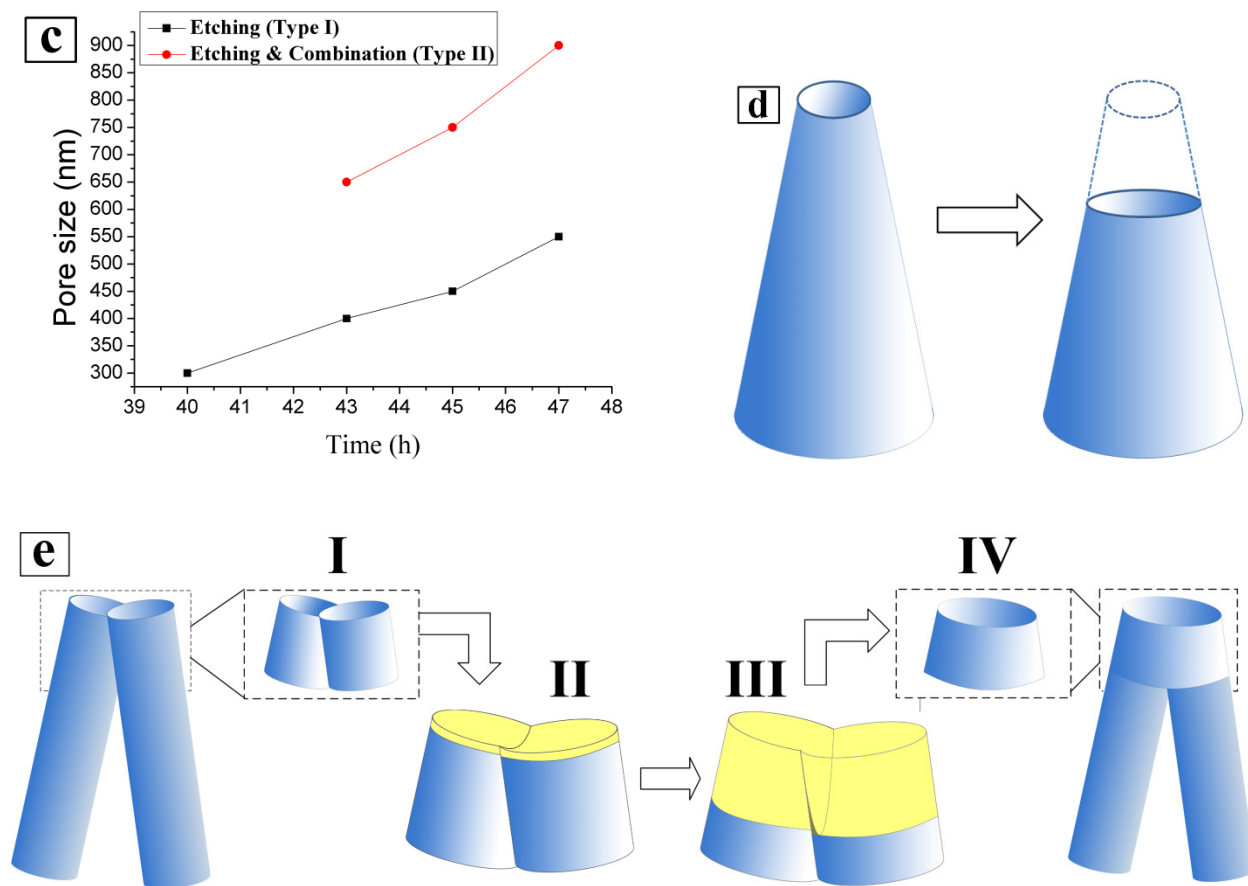 c
Etching (Type I)
Etching & Combination (Type II)
900
850
800
750
700
650
600
550
500
450
400
350
300
Pore size (nm)
39 40 41 42 43 44 45 46 47 48
Time (h)
d
e
I
II
III
IV